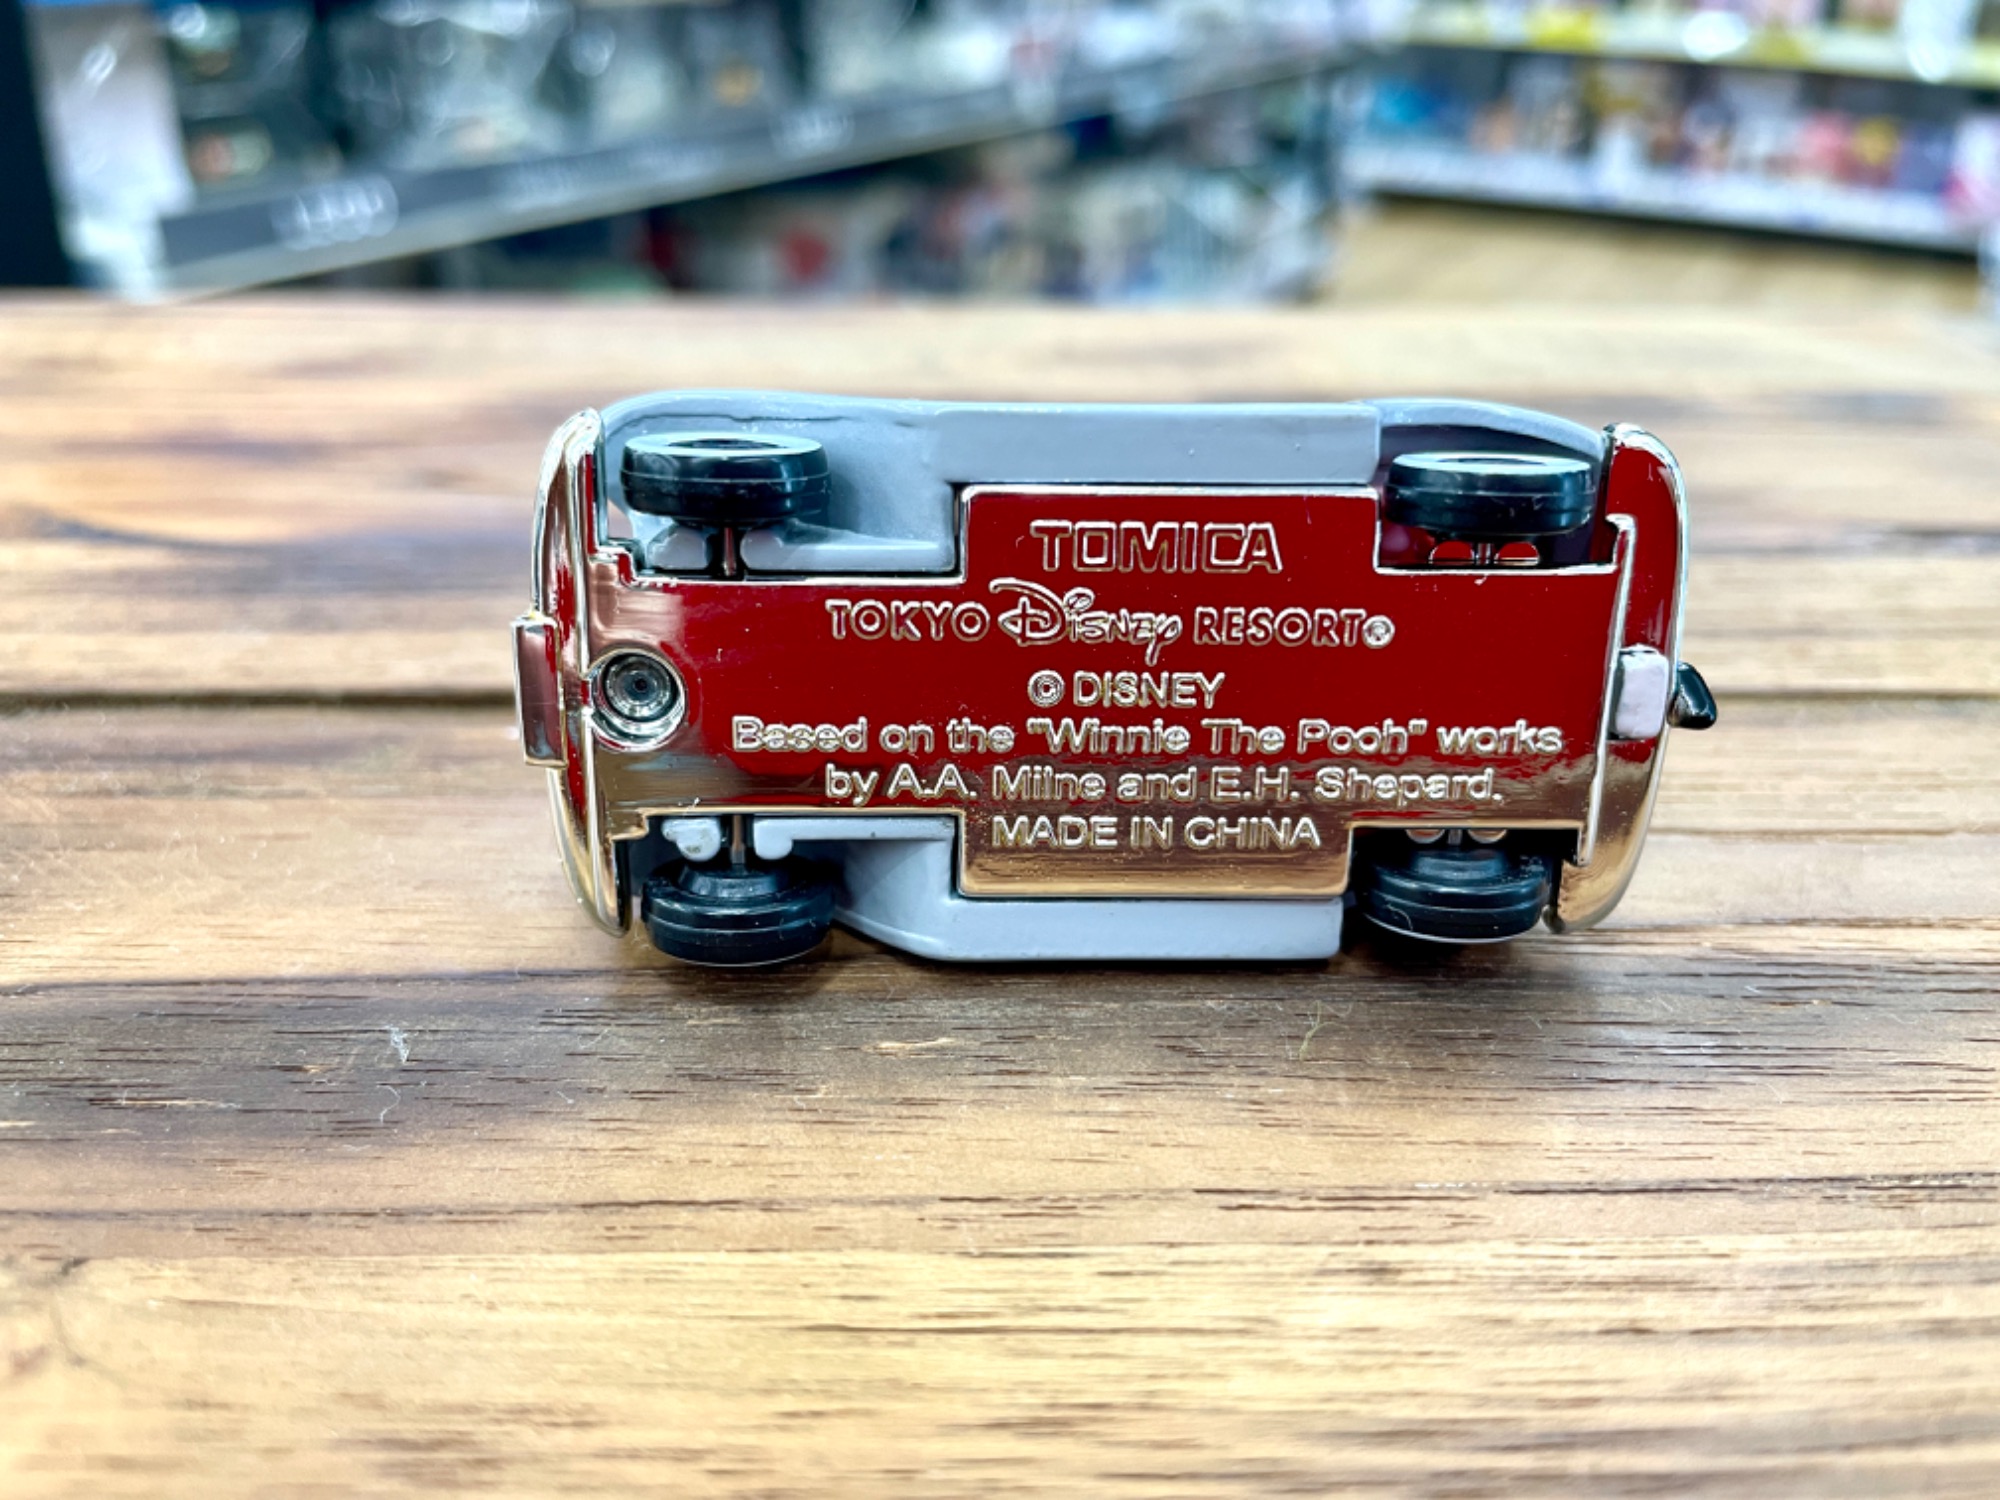 TOMICA
TOKYO Disney RESORT®
© DISNEY
Based on the "Winnie The Pooh" works
by A.A. Milne and E.H. Shepard.
MADE IN CHINA